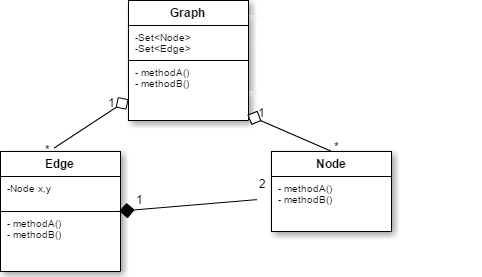 Graph
-Set<Node>
-Set<Edge>
- methodA()
- methodB()
1
1
*
*
Edge
-Node x,y
- methodA()
- methodB()
1
2
Node
- methodA()
- methodB()